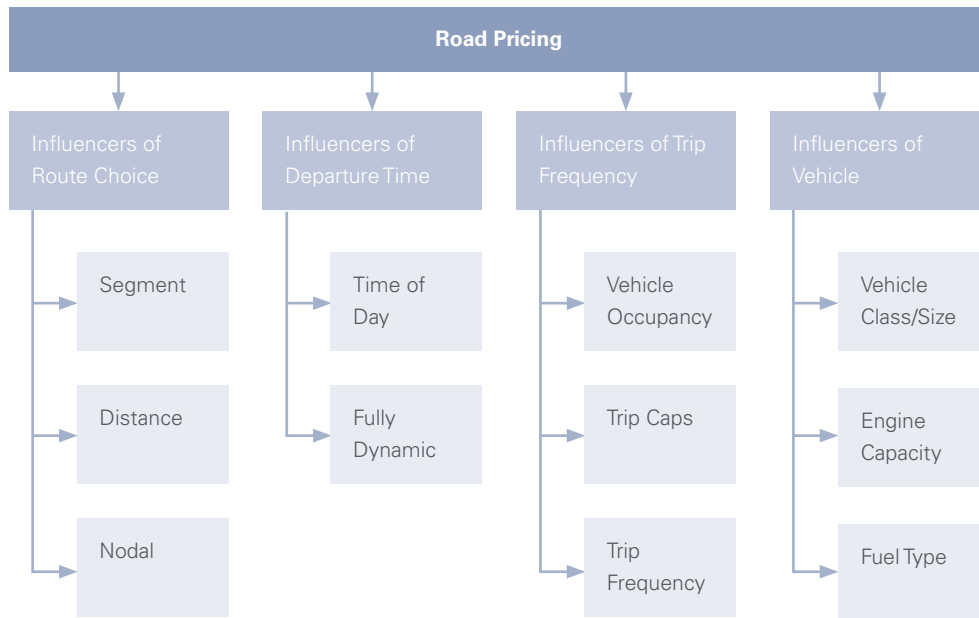 Road Pricing
Influencers of
Route Choice
Segment
Distance
Nodal
Influencers of
Departure Time
Time of
Day
Fully
Dynamic
Influencers of Trip
Frequency
Vehicle
Occupancy
Trip Caps
Trip
Frequency
Influencers of
Vehicle
Vehicle
Class/Size
Engine
Capacity
Fuel Type